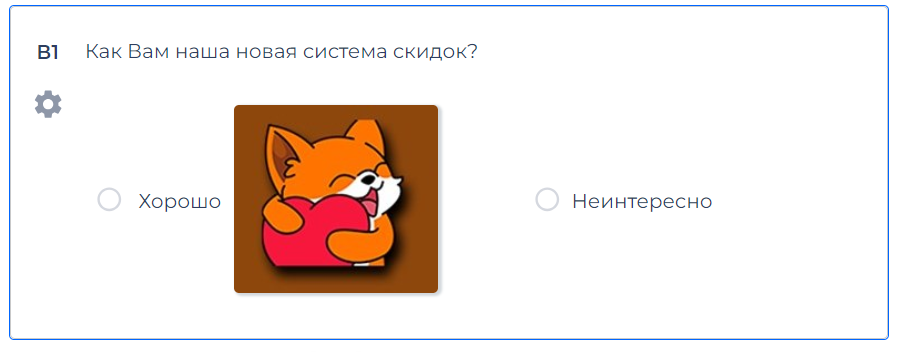 В1 Как Вам наша новая система скидок?
Хорошо
Неинтересно